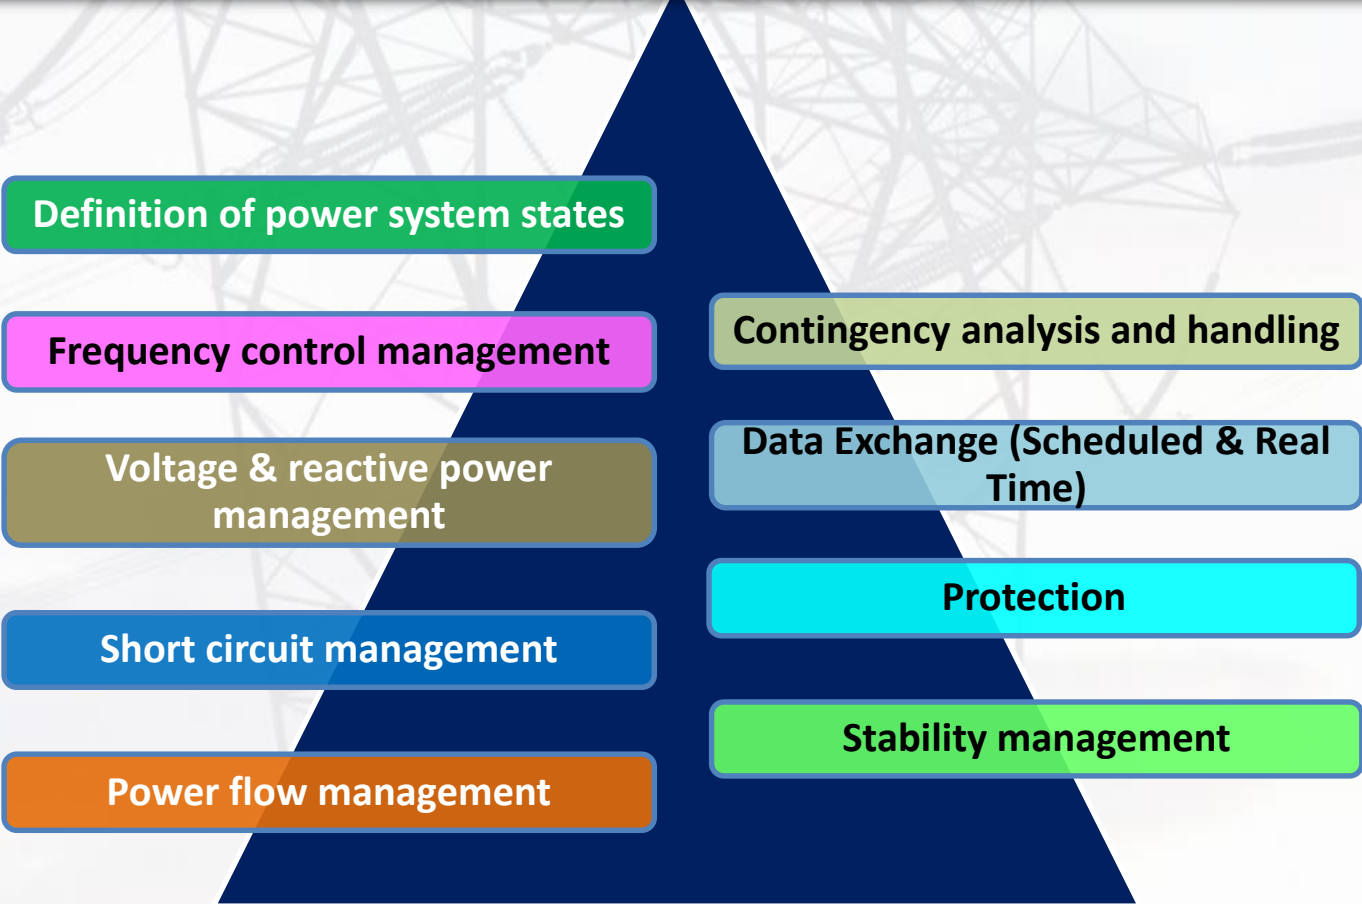 Definition of power system states
Frequency control management
Voltage & reactive power
management
Short circuit management
Power flow management
Contingency analysis and handling
Data Exchange (Scheduled & Real
Time)
Protection
Stability management